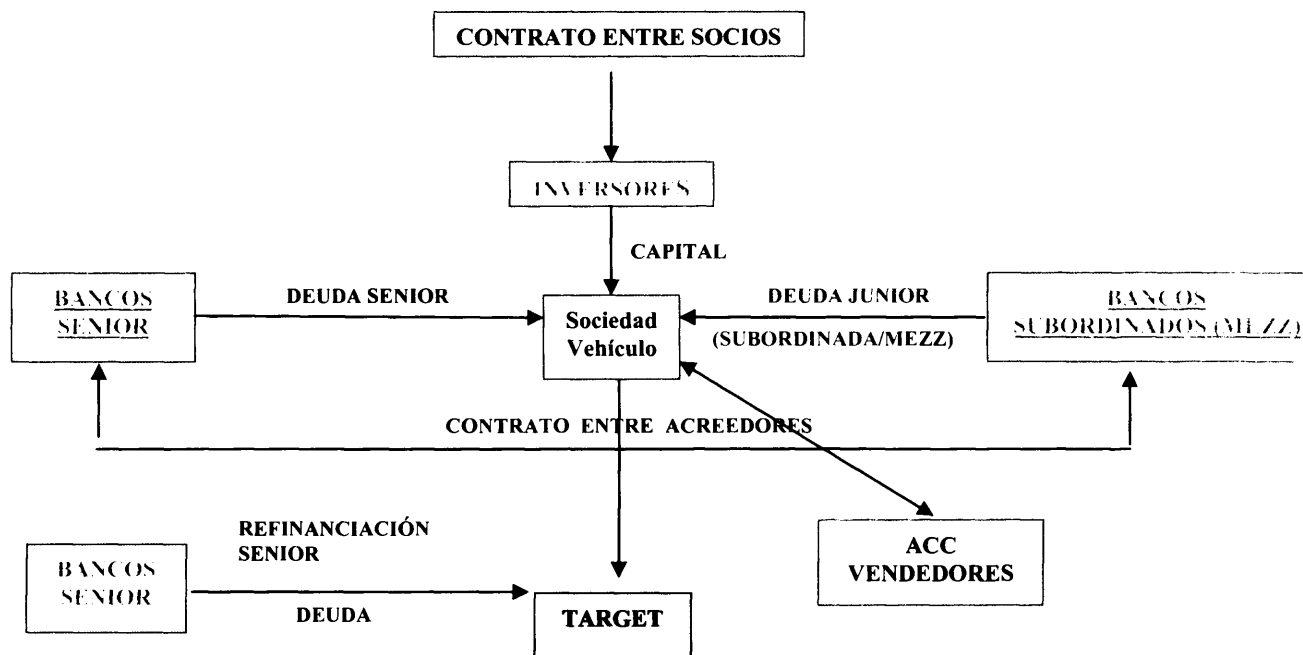 CONTRATO ENTRE SOCIOS
INVERSORES
CAPITAL
BANCOS
SENIOR
DEUDA SENIOR
Sociedad
Vehículo
DEUDA JUNIOR
(SUBORDINADA/MEZZ)
BANCOS
SUBORDINADOS (MEZZ)
CONTRATO ENTRE ACREEDORES
REFINANCIACIÓN
SENIOR
BANCOS
SENIOR
DEUDA
TARGET
ACC
VENDEDORES